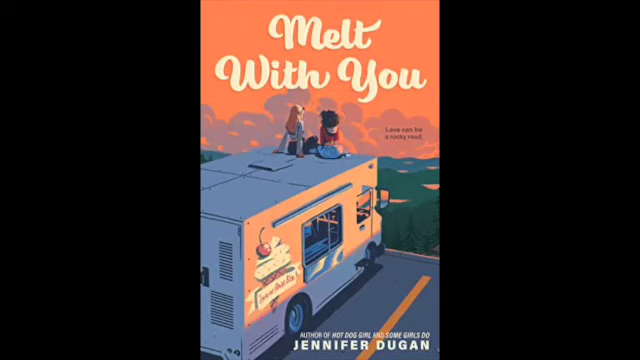 Melt
With You
Love can be
a rocky road.
AUTHOR OF HOT DOG GIRL AND SOME GIRLS DO
JENNIFER DUGAN